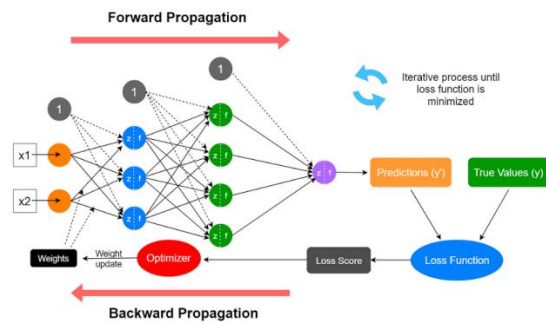 Forward Propagation
1
1
1
Iterative process until
loss function is
minimized
x1
x2
z f
z f
z f
z f
z f
z f
z f
z f
Predictions (y')
True Values (y)
Weights
Weight
update
Optimizer
Loss Score
Loss Function
Backward Propagation